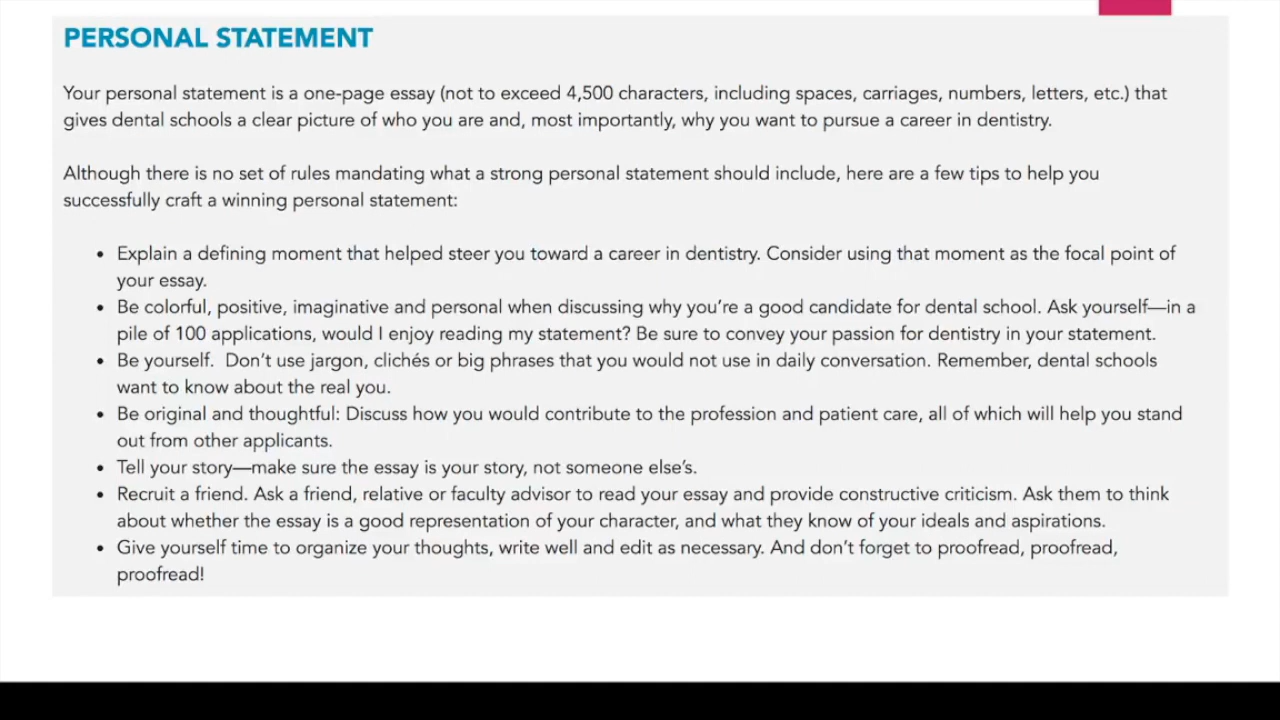 PERSONAL STATEMENT
Your personal statement is a one-page essay (not to exceed 4,500 characters, including spaces, carriages, numbers, letters, etc.) that
gives dental schools a clear picture of who you are and, most importantly, why you want to pursue a career in dentistry.
Although there is no set of rules mandating what a strong personal statement should include, here are a few tips to help you
successfully craft a winning personal statement:
• Explain a defining moment that helped steer you toward a career in dentistry. Consider using that moment as the focal point of
your essay.
• Be colorful, positive, imaginative and personal when discussing why you’re a good candidate for dental school. Ask yourself—in a
pile of 100 applications, would I enjoy reading my statement? Be sure to convey your passion for dentistry in your statement.
• Be yourself.  Don’t use jargon, clichés or big phrases that you would not use in daily conversation. Remember, dental schools
want to know about the real you.
• Be original and thoughtful: Discuss how you would contribute to the profession and patient care, all of which will help you stand
out from other applicants.
• Tell your story—make sure the essay is your story, not someone else’s.
• Recruit a friend. Ask a friend, relative or faculty advisor to read your essay and provide constructive criticism. Ask them to think
about whether the essay is a good representation of your character, and what they know of your ideals and aspirations.
• Give yourself time to organize your thoughts, write well and edit as necessary. And don’t forget to proofread, proofread,
proofread!